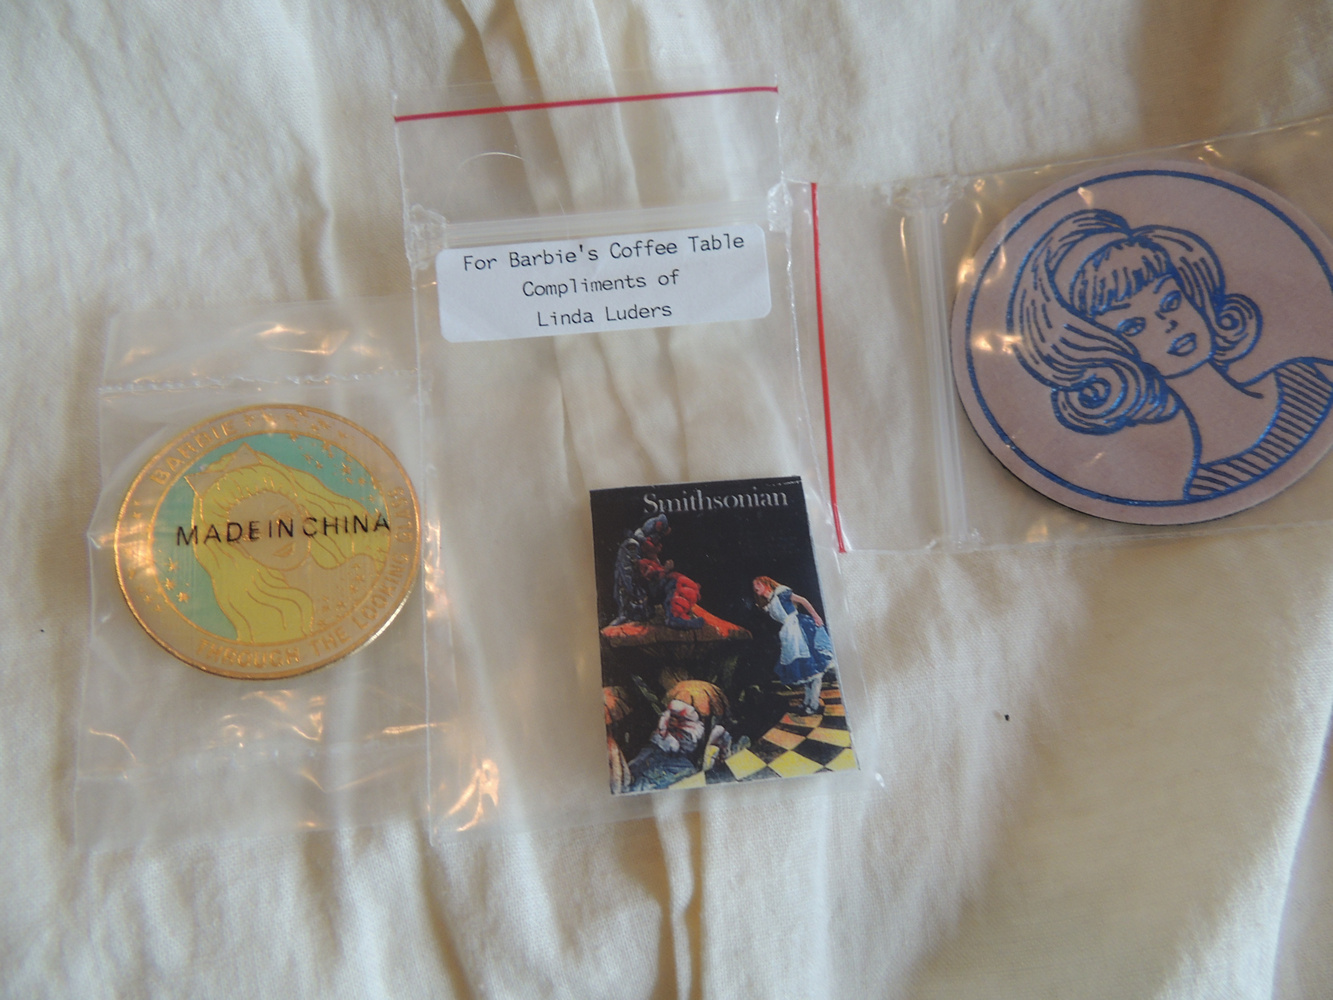 For Barbie's Coffee Table
Compliments of
Linda Luders
Smithsonian
BARBIE
MADE IN CHINA
THROUGH THE LOOKING